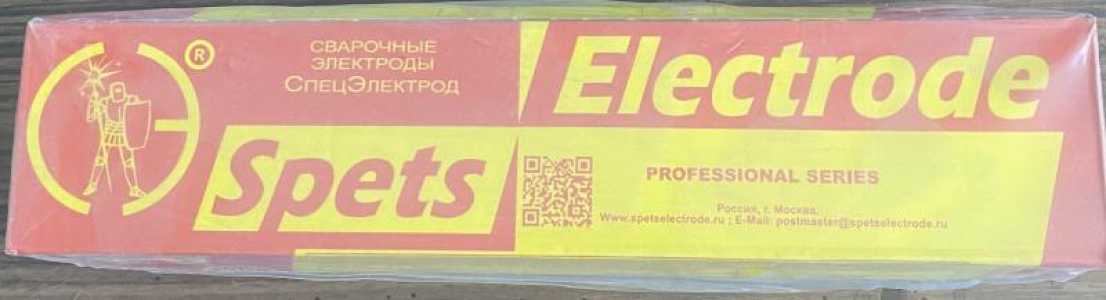 ®
СВАРОЧНЫЕ
ЭЛЕКТРОДЫ
СПЕЦЭЛЕКТРОД
Electrode
Spets
PROFESSIONAL SERIES
Россия, г. Москва.
Www.spetselectrode.ru ; E-Mail: postmaster@spetselectrode.ru